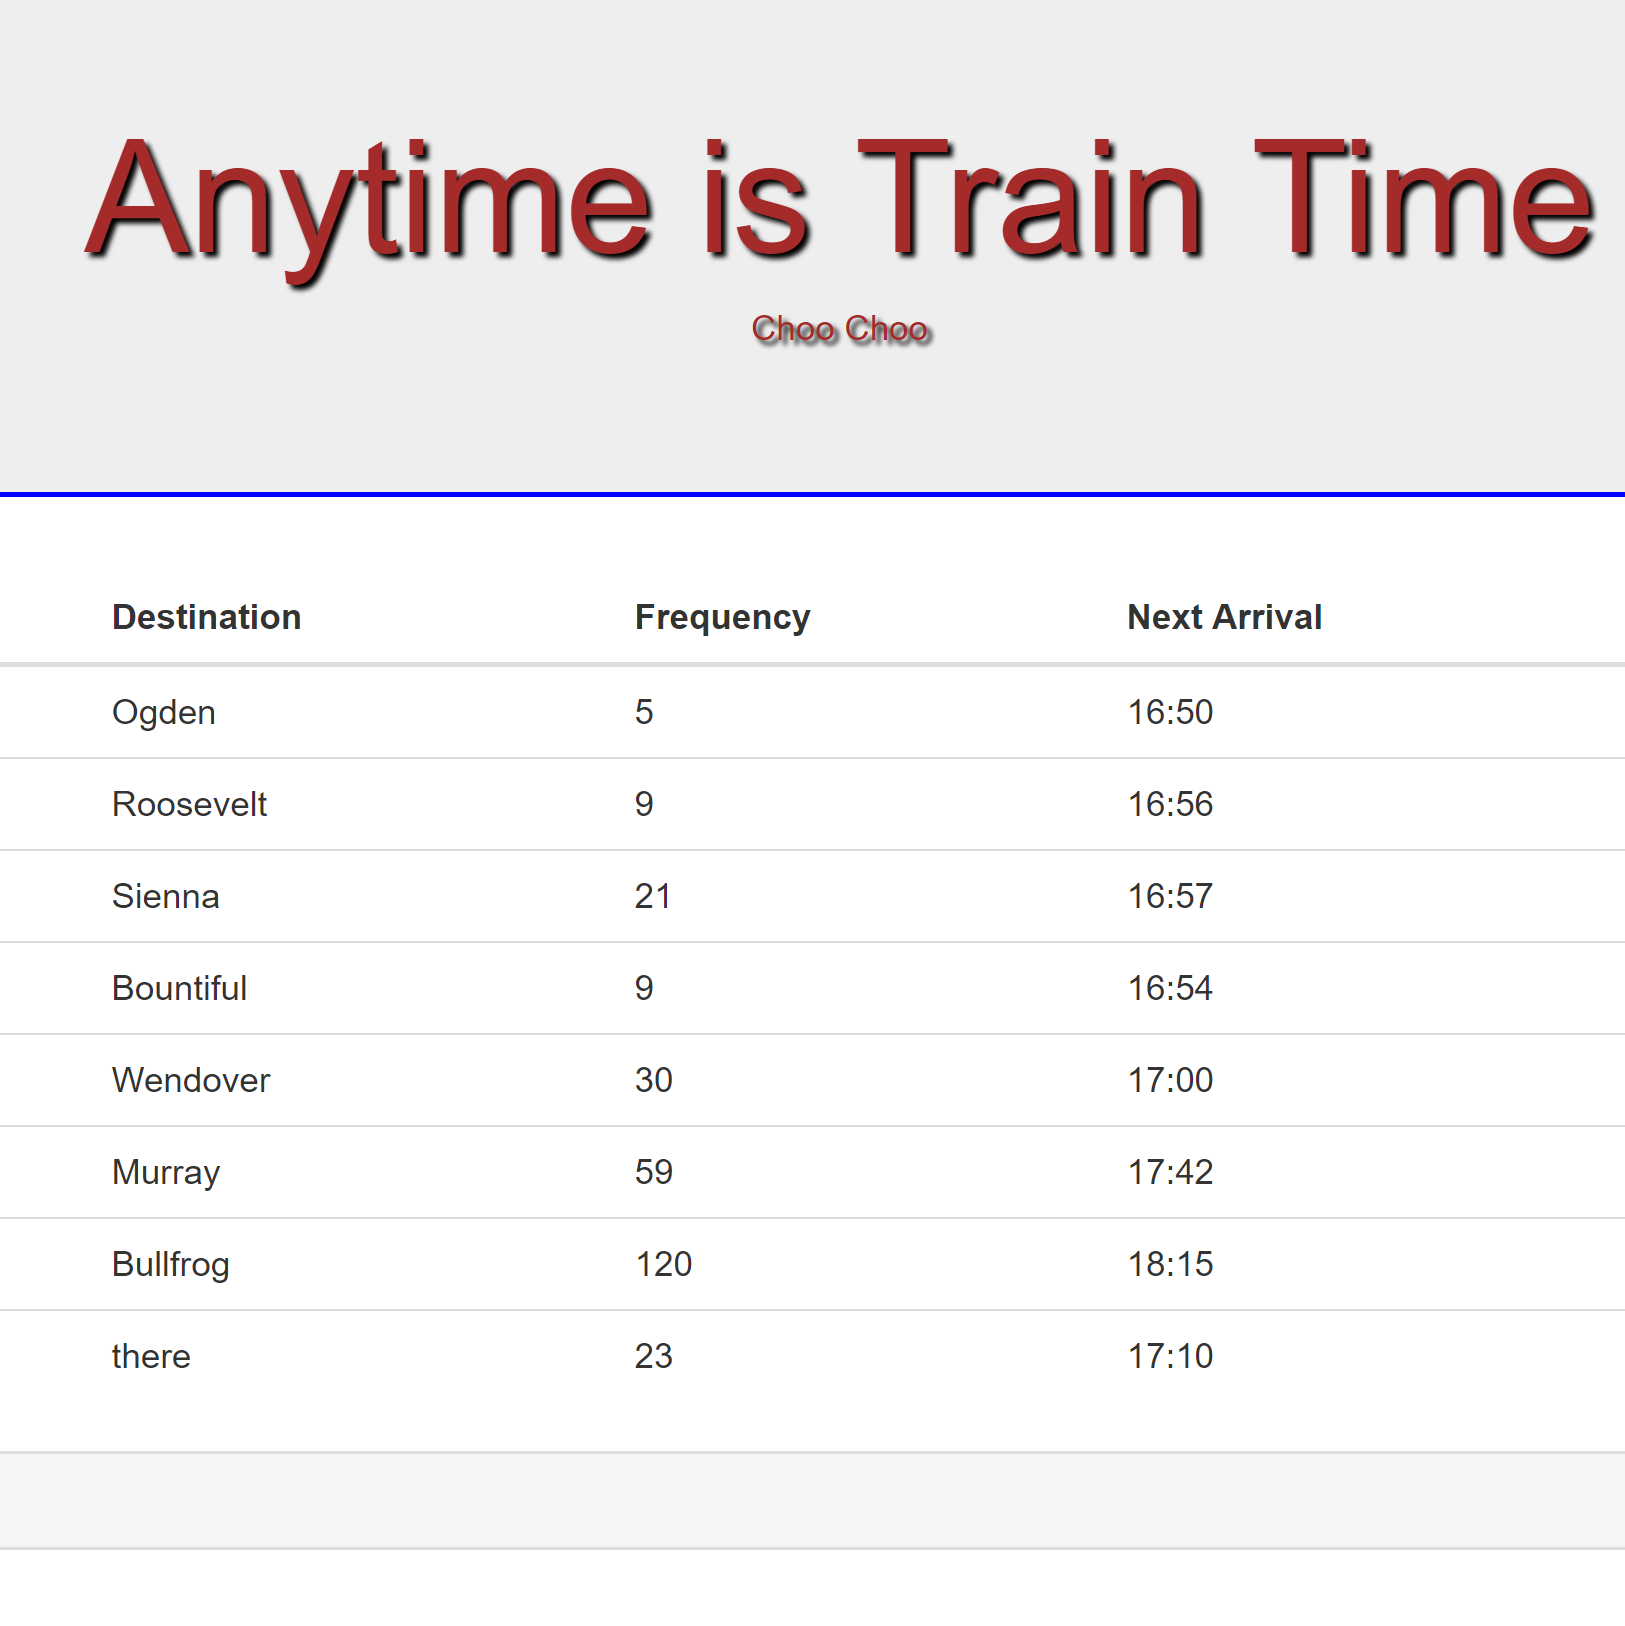 Anytime is Train Time
Choo Choo
Destination Frequency Next Arrival
Ogden 5 16:50
Roosevelt 9 16:56
Sienna 21 16:57
Bountiful 9 16:54
Wendover 30 17:00
Murray 59 17:42
Bullfrog 120 18:15
there 23 17:10